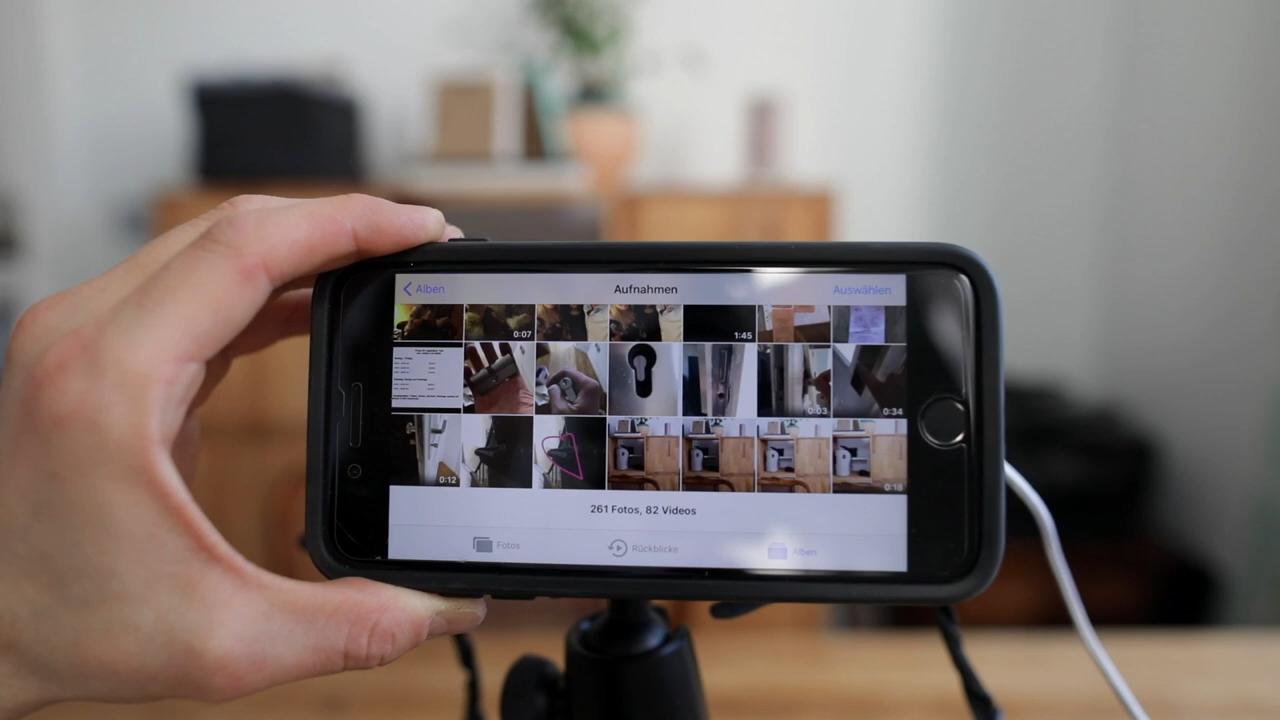 Alben
Aufnahmen
Auswählen
0:07
1:45
0:03
0:34
0:12
0:18
261 Fotos, 82 Videos
Fotos
Rückblicke
Alben